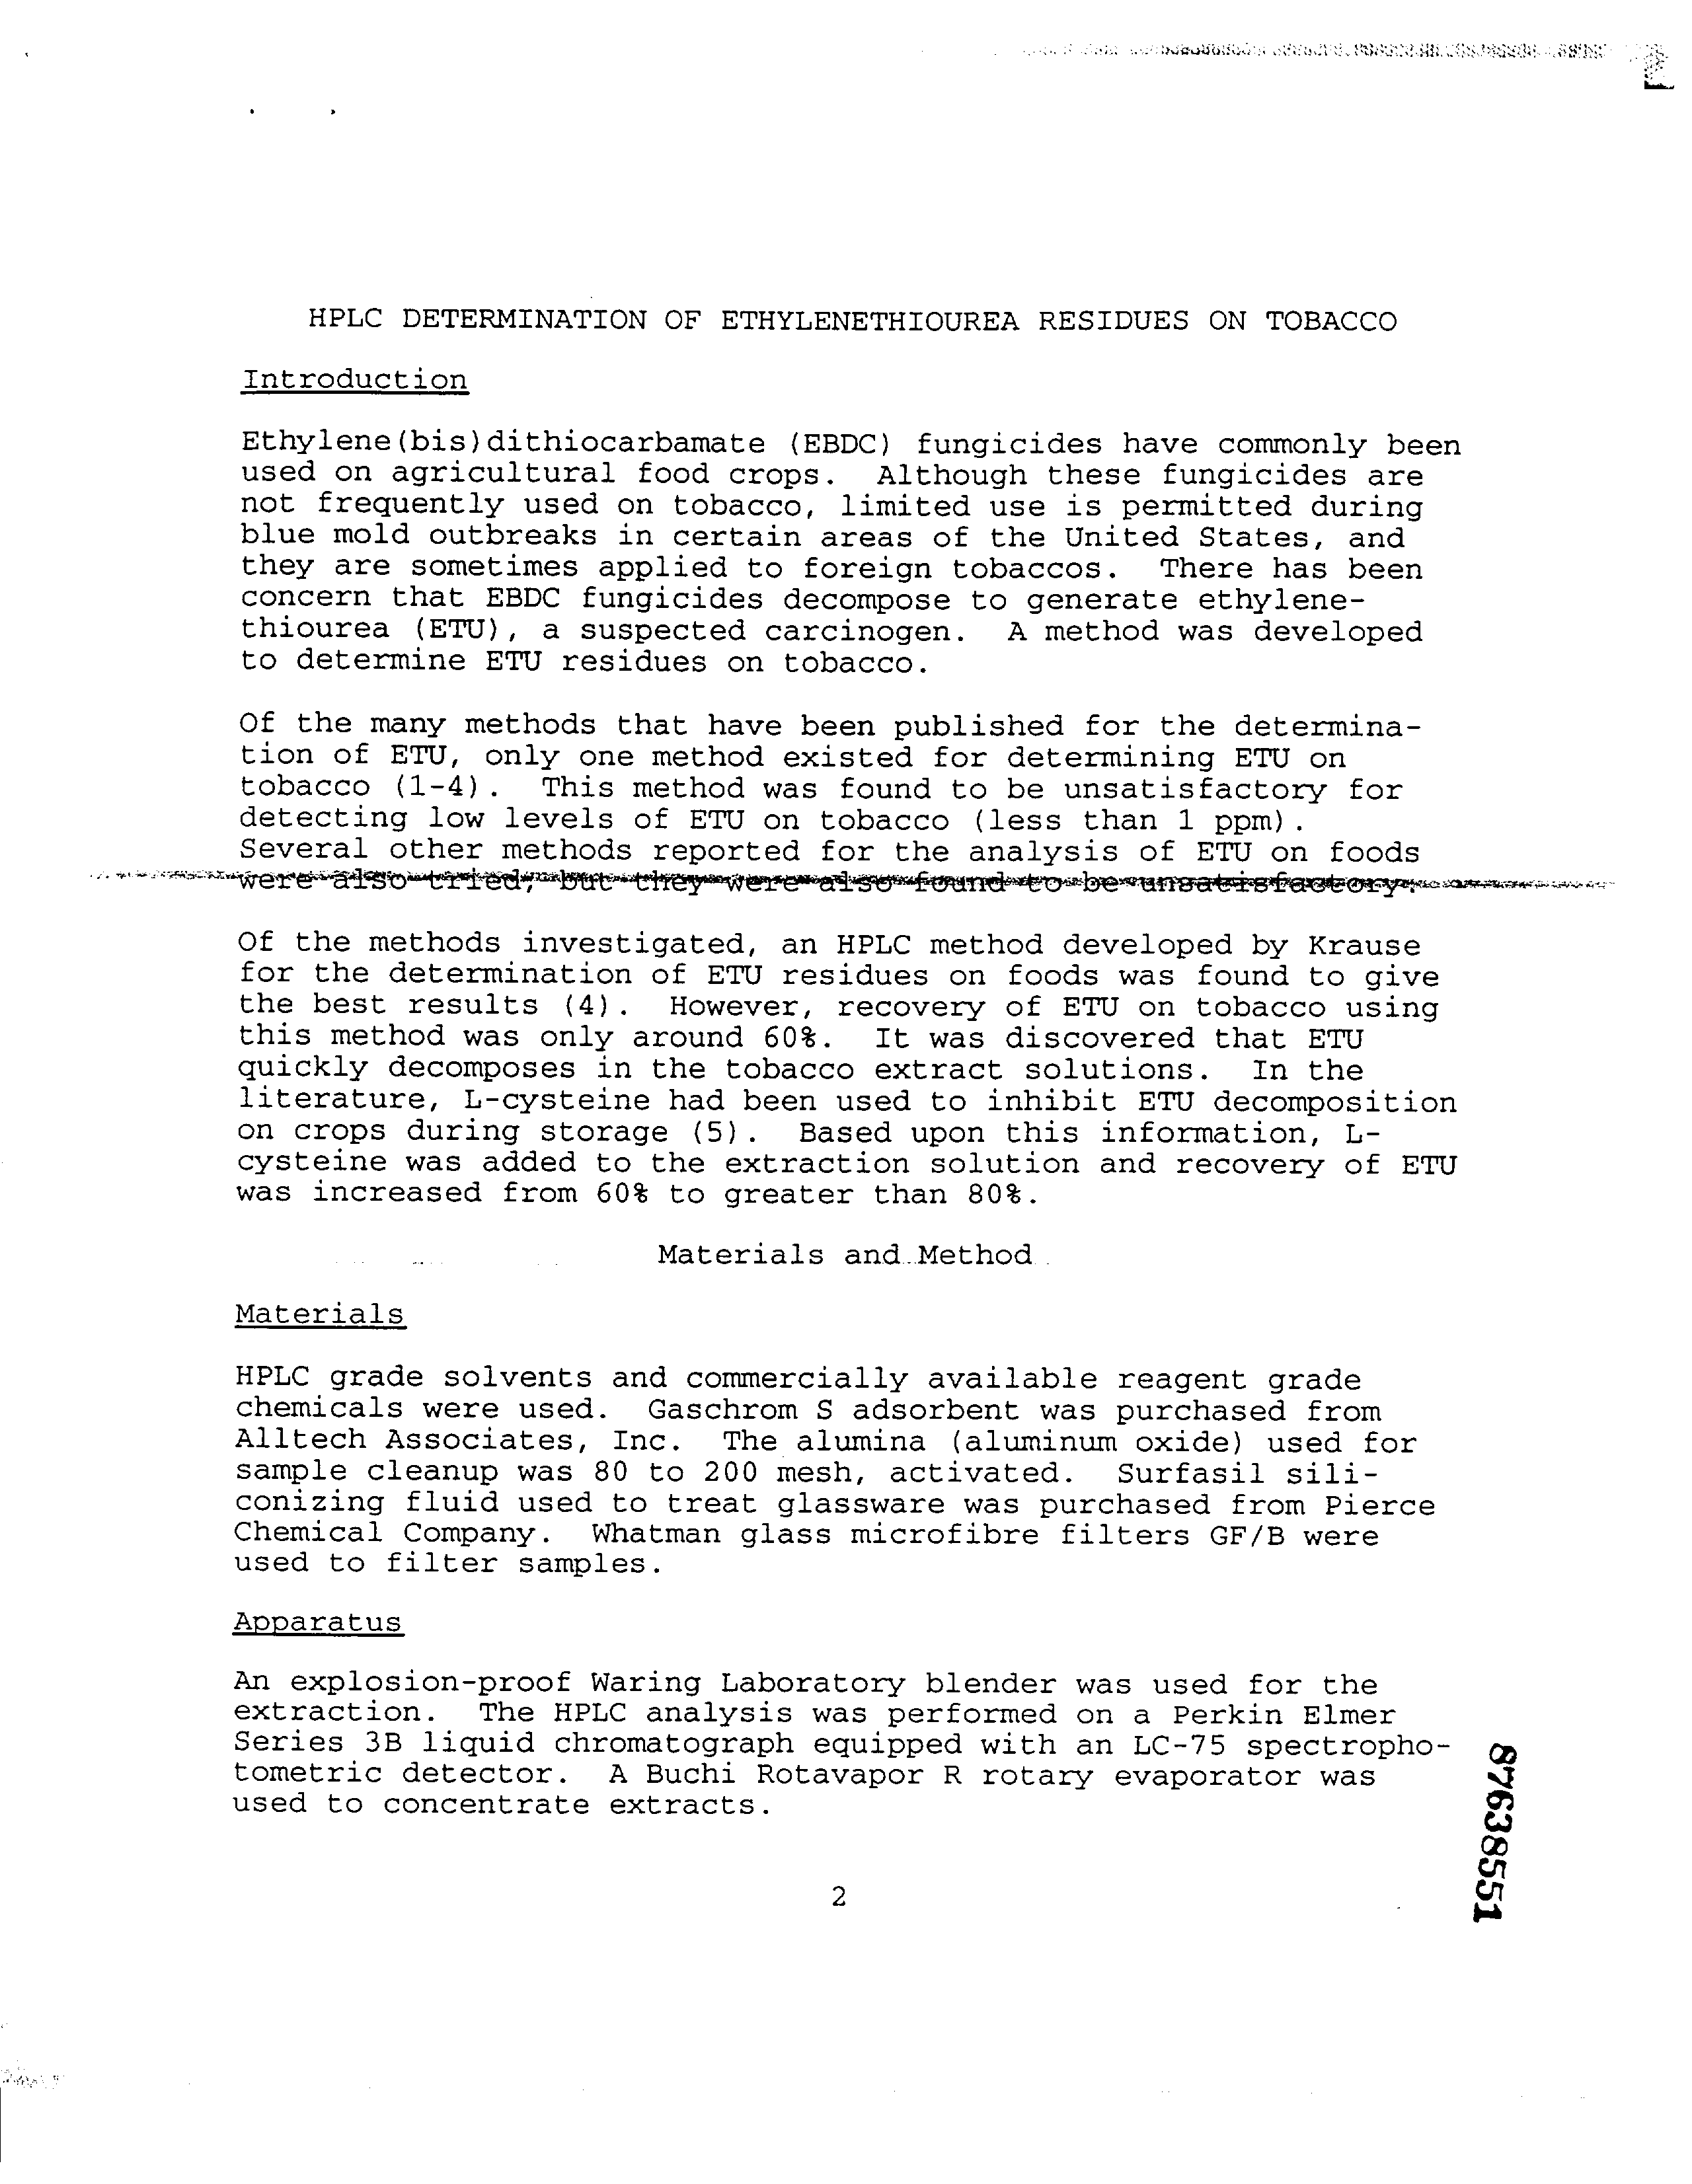 HPLC DETERMINATION OF ETHYLENETHIOUREA RESIDUES ON TOBACCO
Introduction
Ethylene(bis)dithiocarbamate (EBDC) fungicides have commonly been
used on agricultural food crops. Although these fungicides are
not frequently used on tobacco, limited use is permitted during
blue mold outbreaks in certain areas of the United States, and
they are sometimes applied to foreign tobaccos. There has been
concern that EBDC fungicides decompose to generate ethylene-
thiourea (ETU), a suspected carcinogen. A method was developed
to determine ETU residues on tobacco.
Of the many methods that have been published for the determina-
tion of ETU, only one method existed for determining ETU on
tobacco (1-4). This method was found to be unsatisfactory for
detecting low levels of ETU on tobacco (less than 1 ppm).
Several other methods reported for the analysis of ETU on foods
were also tried, but they were also found to be unsatisfactory.
Of the methods investigated, an HPLC method developed by Krause
for the determination of ETU residues on foods was found to give
the best results (4). However, recovery of ETU on tobacco using
this method was only around 60%. It was discovered that ETU
quickly decomposes in the tobacco extract solutions. In the
literature, L-cysteine had been used to inhibit ETU decomposition
on crops during storage (5). Based upon this information, L-
cysteine was added to the extraction solution and recovery of ETU
was increased from 60% to greater than 80%.
Materials and Method
Materials
HPLC grade solvents and commercially available reagent grade
chemicals were used. Gaschrom S adsorbent was purchased from
Alltech Associates, Inc. The alumina (aluminum oxide) used for
sample cleanup was 80 to 200 mesh, activated. Surfasil sili-
conizing fluid used to treat glassware was purchased from Pierce
Chemical Company. Whatman glass microfibre filters GF/B were
used to filter samples.
Apparatus
An explosion-proof Waring Laboratory blender was used for the
extraction. The HPLC analysis was performed on a Perkin Elmer
Series 3B liquid chromatograph equipped with an LC-75 spectropho-
tometric detector. A Buchi Rotavapor R rotary evaporator was
used to concentrate extracts.
2
87638551